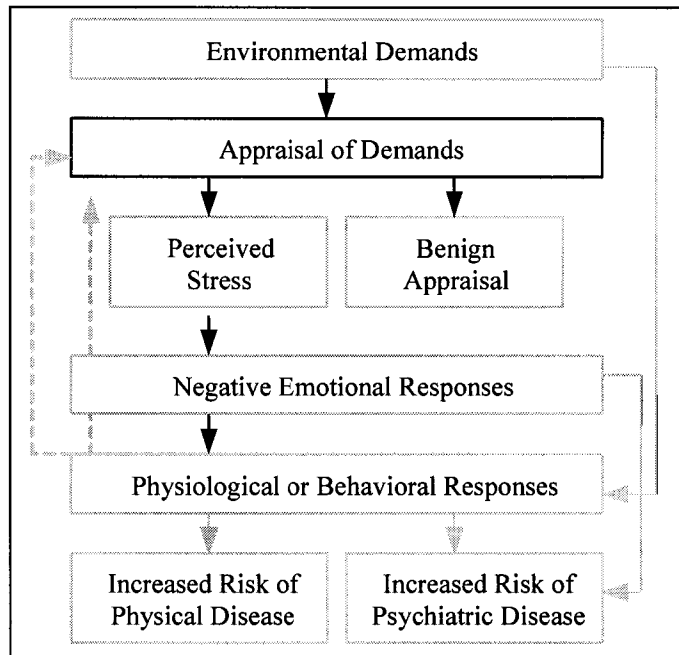 Environmental Demands
Appraisal of Demands
Perceived
Stress
Benign
Appraisal
Negative Emotional Responses
Physiological or Behavioral Responses
Increased Risk of
Physical Disease
Increased Risk of
Psychiatric Disease